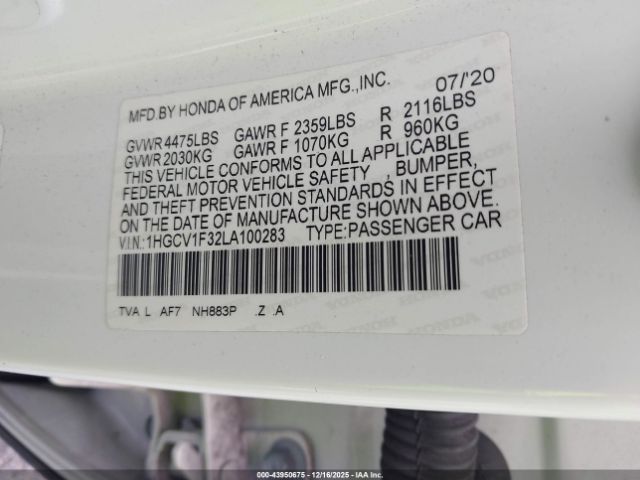 MFD.BY HONDA OF AMERICA MFG.,INC. 07/'20
GVWR 4475LBS GAWR F 2359LBS R 2116LBS
GVWR 2030KG GAWR F 1070KG R 960KG
THIS VEHICLE CONFORMS TO ALL APPLICABLE
FEDERAL MOTOR VEHICLE SAFETY , BUMPER,
AND THEFT PREVENTION STANDARDS IN EFFECT
ON THE DATE OF MANUFACTURE SHOWN ABOVE.
V.I.N.:1HGCV1F32LA100283 TYPE:PASSENGER CAR
TVA L AF7 NH883P .Z .A
000-43950675 - 12/16/2025 - IAA Inc.